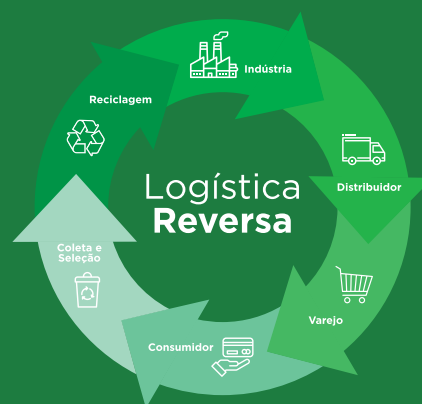 Indústria
Reciclagem
Logística
Reversa
Distribuidor
Coleta e
Seleção
Varejo
Consumidor